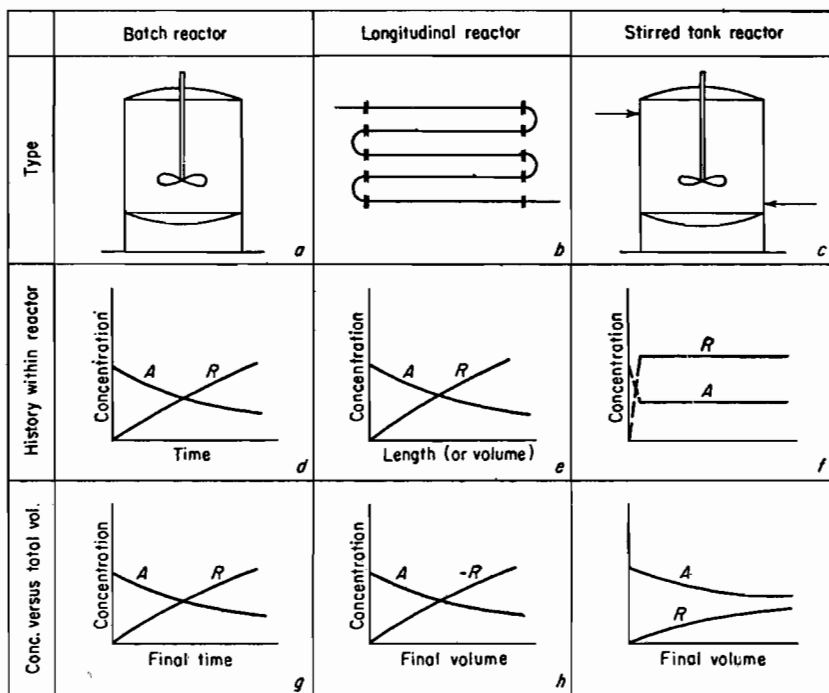 Batch reactor
Longitudinal reactor
Stirred tank reactor
Type
a
b
c
History within reactor
Concentration
A
R
Time
d
Concentration
A
R
Length (or volume)
e
Concentration
R
A
f
Conc. versus total vol.
Concentration
A
R
Final time
g
Concentration
A
-R
Final volume
h
Concentration
A
R
Final volume